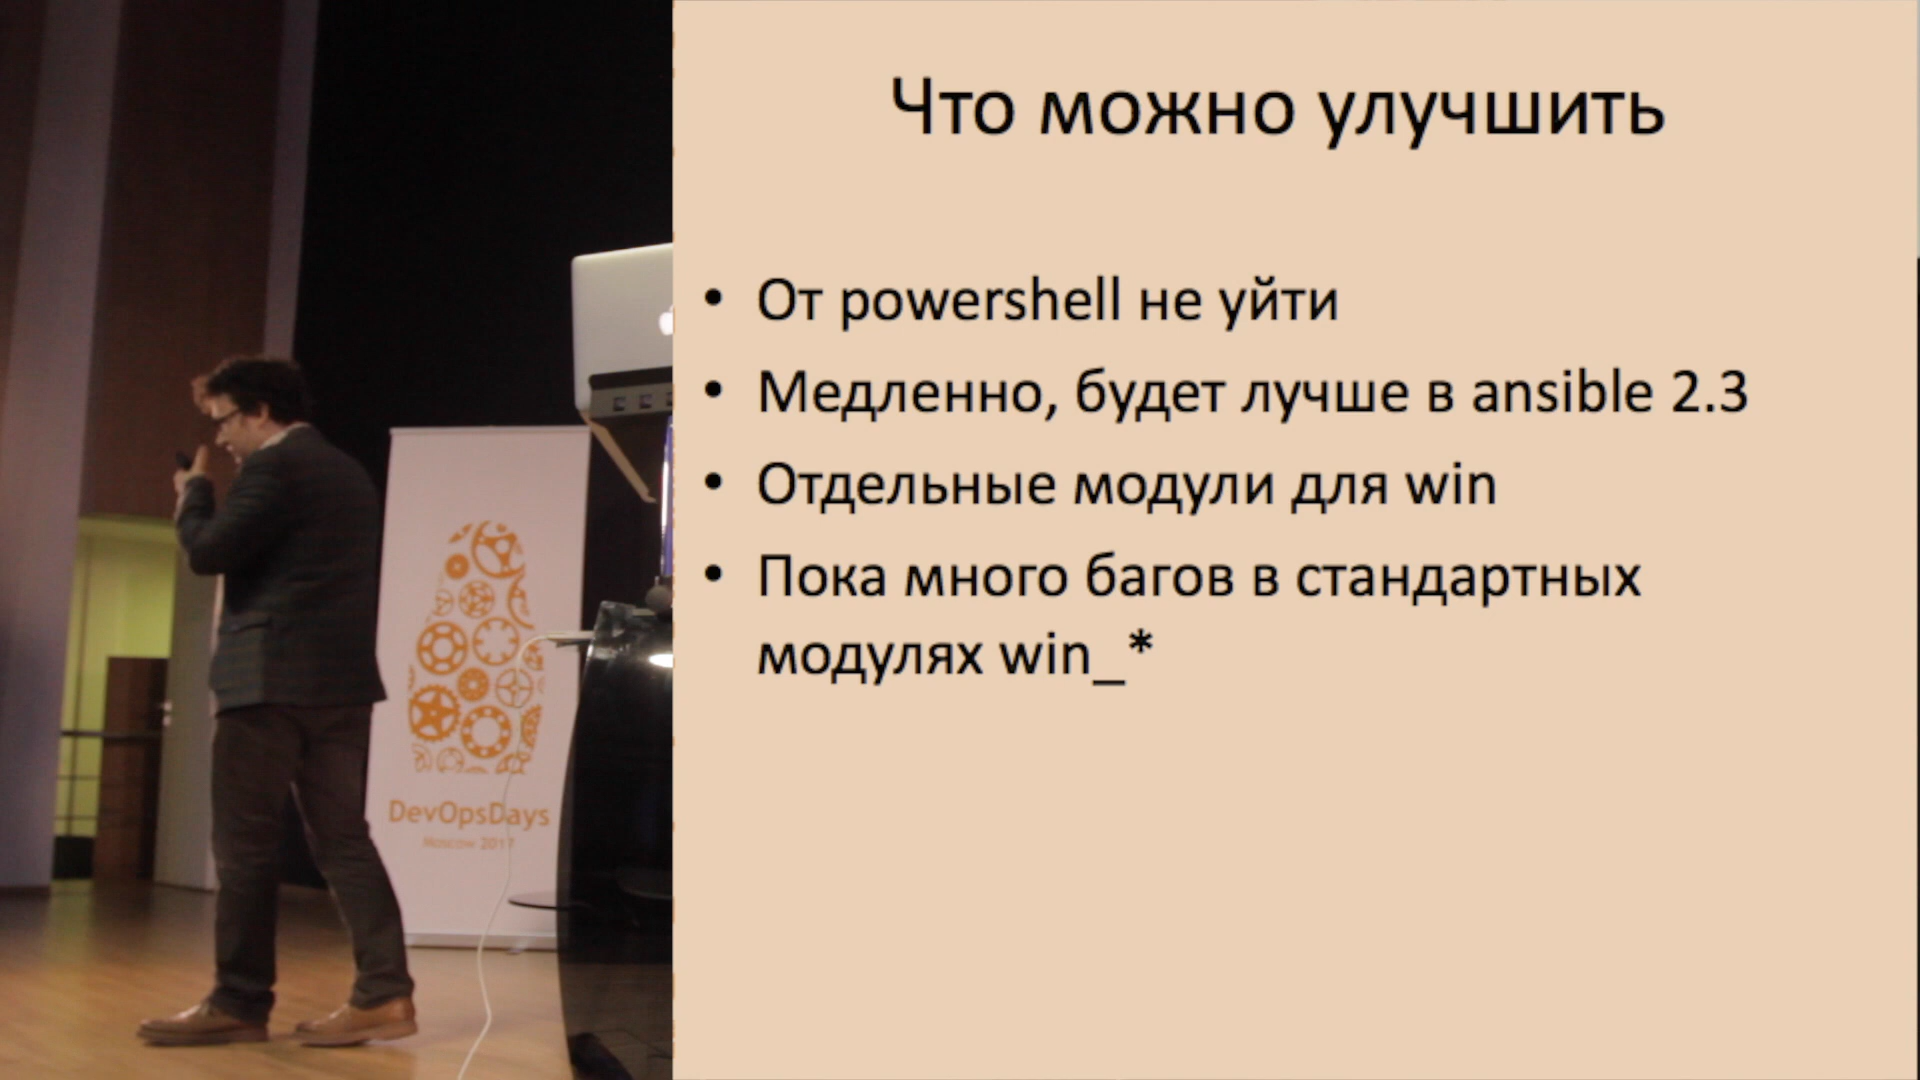 Что можно улучшить
• От powershell не уйти
• Медленно, будет лучше в ansible 2.3
• Отдельные модули для win
• Пока много багов в стандартных
модулях win_*
DevOpsDays
Moscow 2017